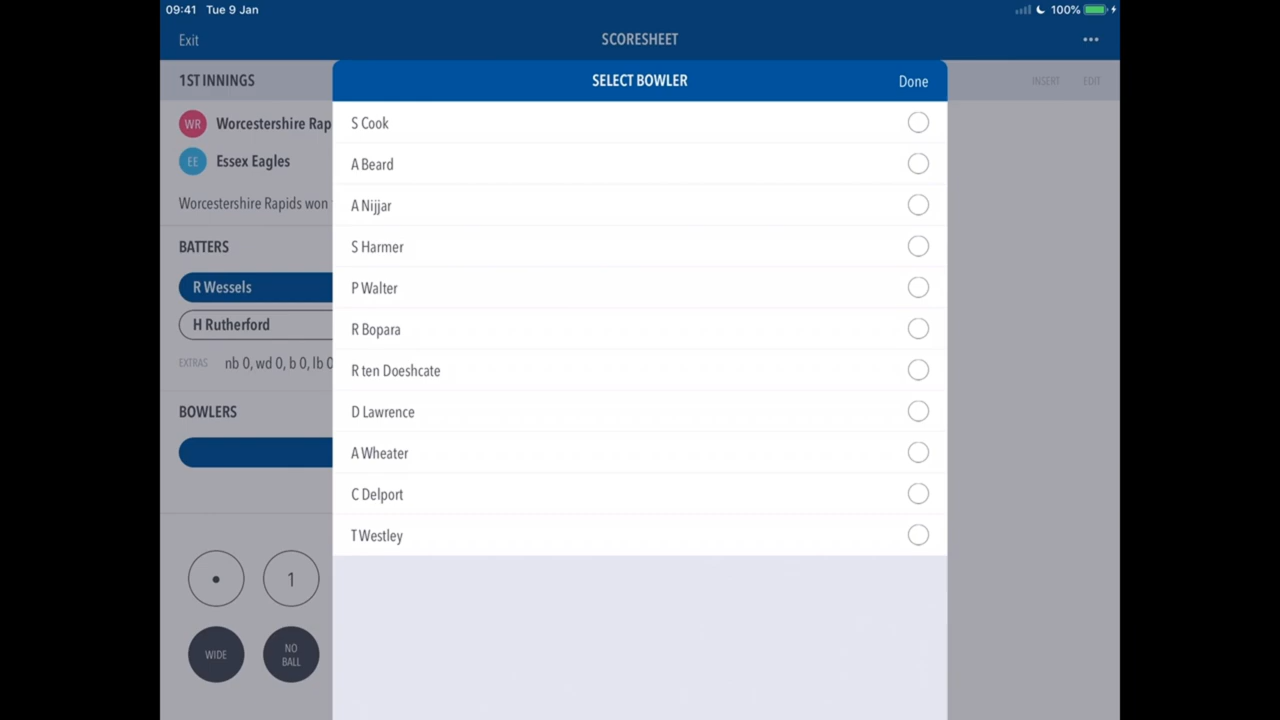 09:41 Tue 9 Jan
100%
Exit
SCORESHEET
1ST INNINGS
SELECT BOWLER
Done
INSERT
EDIT
WR
Worcestershire Rap
EE
Essex Eagles
Worcestershire Rapids won
BATTERS
R Wessels
H Rutherford
EXTRAS nb 0, wd 0, b 0, lb 0
BOWLERS
1
WIDE
NO
BALL
S Cook
A Beard
A Nijjar
S Harmer
P Walter
R Bopara
R ten Doeshcate
D Lawrence
A Wheater
C Delport
T Westley